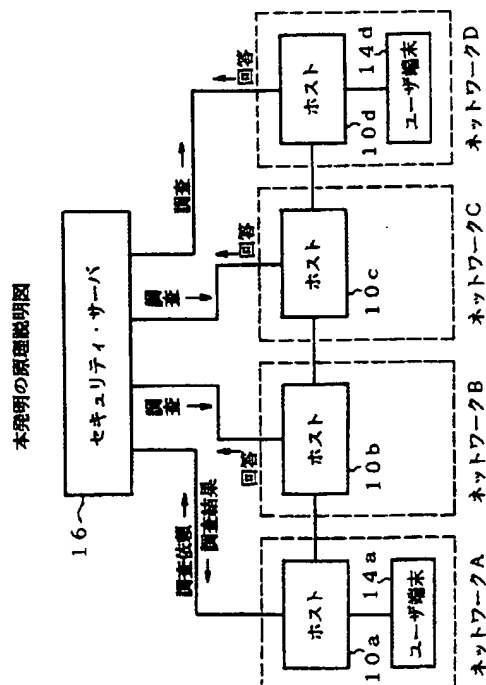 本発明の原理説明図
セキュリティ・サーバ
16
調査依頼
調査結果
調査
回答
調査
回答
調査
回答
ホスト
10a
14a
ユーザ端末
ネットワークA
ホスト
10b
ネットワークB
ホスト
10c
ネットワークC
ホスト
10d
14d
ユーザ端末
ネットワークD